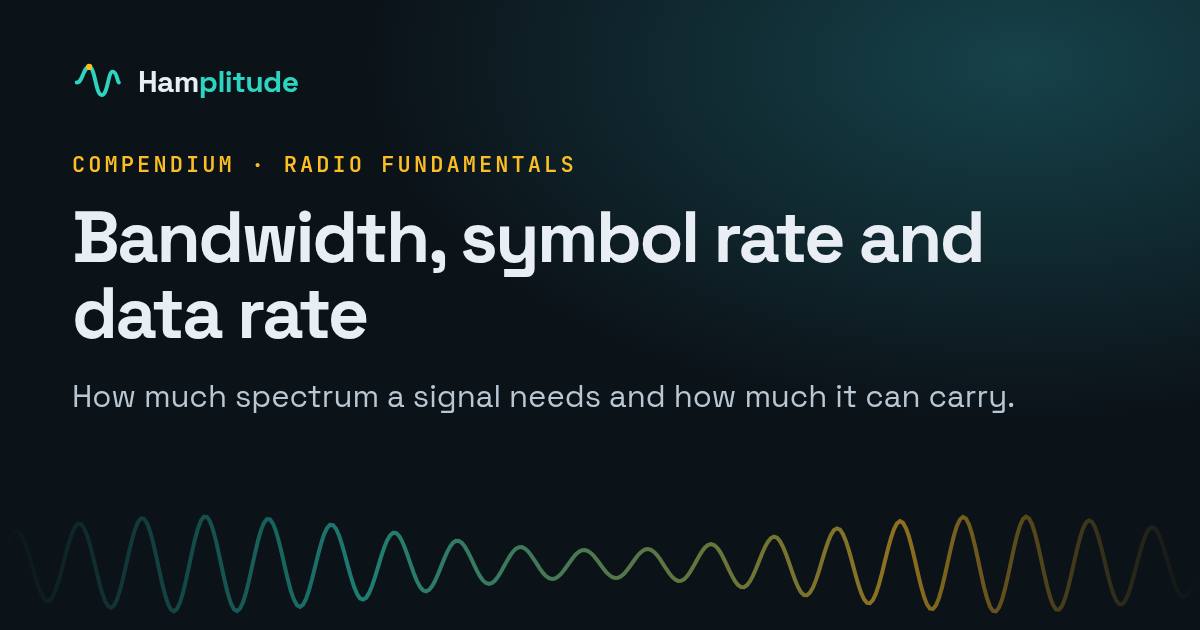 Hamplitude
COMPENDIUM · RADIO FUNDAMENTALS
Bandwidth, symbol rate and
data rate
How much spectrum a signal needs and how much it can carry.